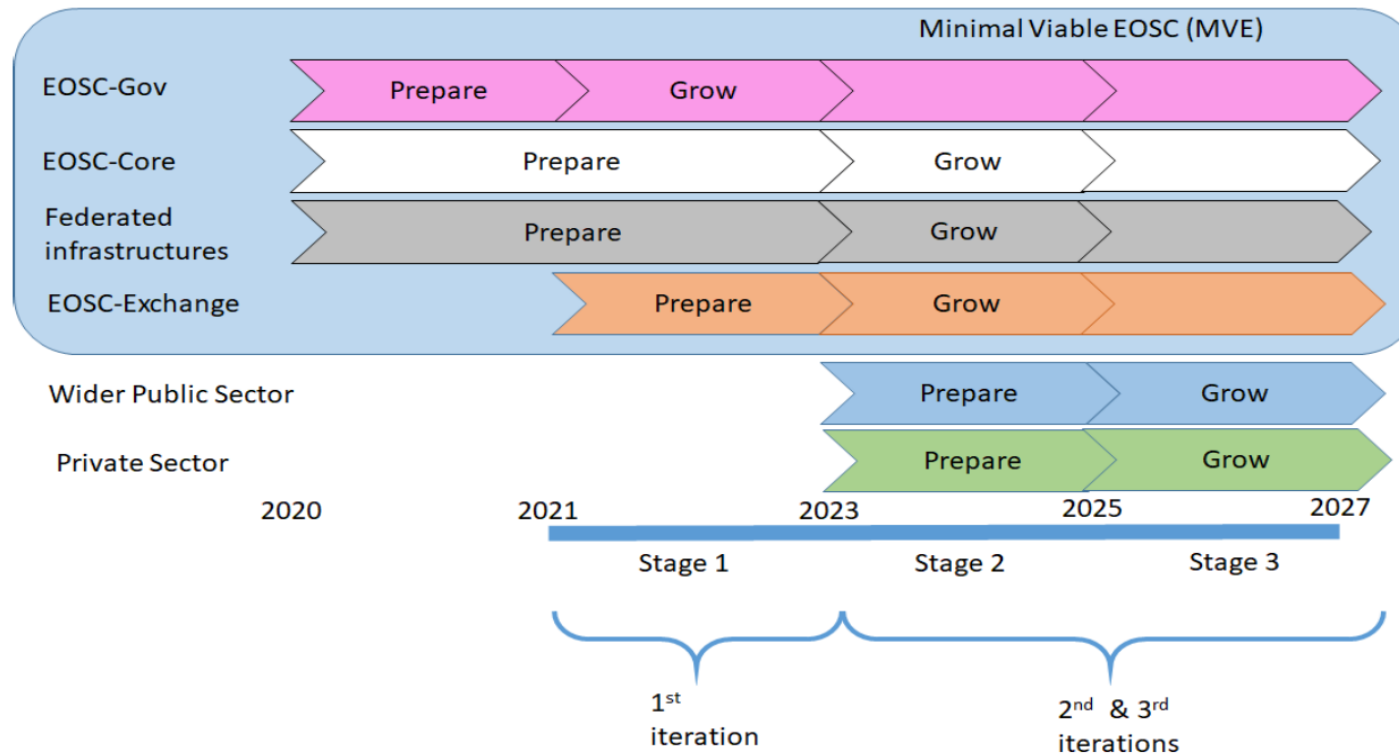 Minimal Viable EOSC (MVE)
EOSC-Gov
Prepare
Grow
EOSC-Core
Prepare
Grow
Federated
infrastructures
Prepare
Grow
EOSC-Exchange
Prepare
Grow
Wider Public Sector
Prepare
Grow
Private Sector
Prepare
Grow
2020
2021
2023
2025
2027
Stage 1
Stage 2
Stage 3
1st
iteration
2nd & 3rd
iterations